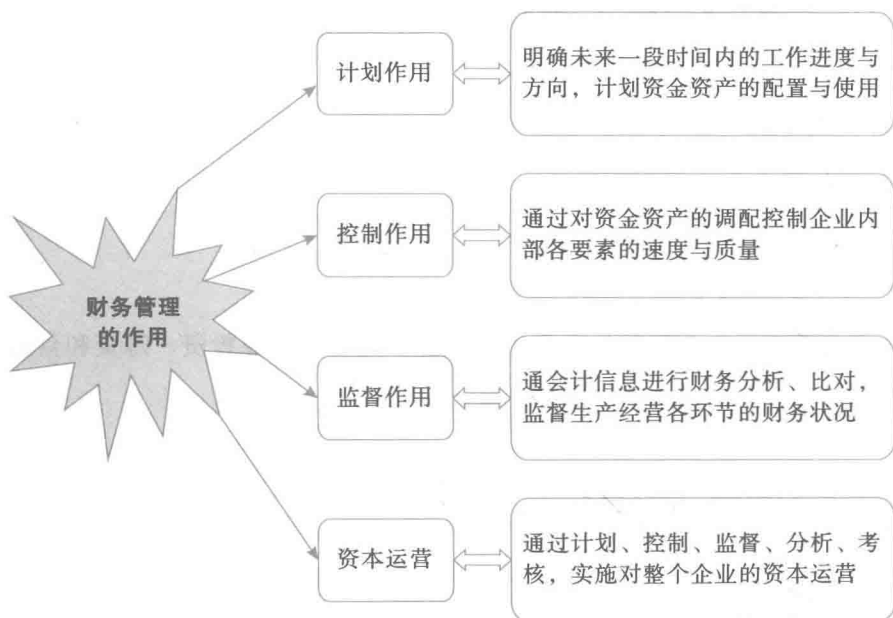 计划作用
明确未来一段时间内的工作进度与
方向，计划资金资产的配置与使用
控制作用
通过对资金资产的调配控制企业内
部各要素的速度与质量
财务管理
的作用
监督作用
通会计信息进行财务分析、比对，
监督生产经营各环节的财务状况
资本运营
通过计划、控制、监督、分析、考
核，实施对整个企业的资本运营